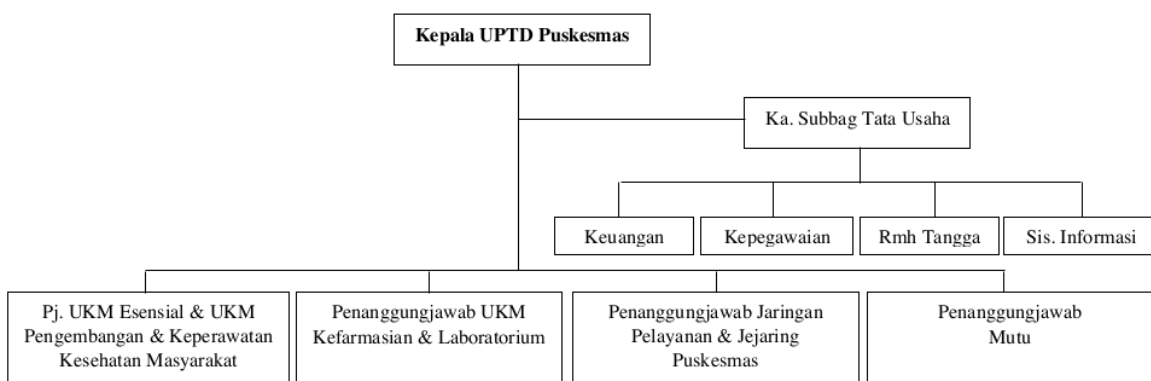 Kepala UPTD Puskesmas
Ka. Subbag Tata Usaha
Keuangan
Kepegawaian
Rmh Tangga
Sis. Informasi
Pj. UKM Esensial & UKM
Pengembangan & Keperawatan
Kesehatan Masyarakat
Penanggungjawab UKM
Kefarmasian & Laboratorium
Penanggungjawab Jaringan
Pelayanan & Jejaring
Puskesmas
Penanggungjawab
Mutu